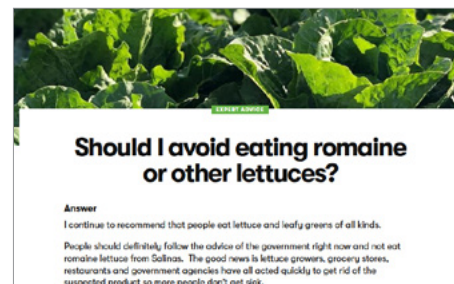 EXPERT ADVICE
Should I avoid eating romaine
or other lettuces?
Answer
I continue to recommend that people eat lettuce and leafy greens of all kinds.
People should definitely follow the advice of the government right now and not eat
romaine lettuce from Salinas. The good news is lettuce growers, grocery stores,
restaurants and government agencies have all acted quickly to get rid of the
suspected product so more people don't get sick.